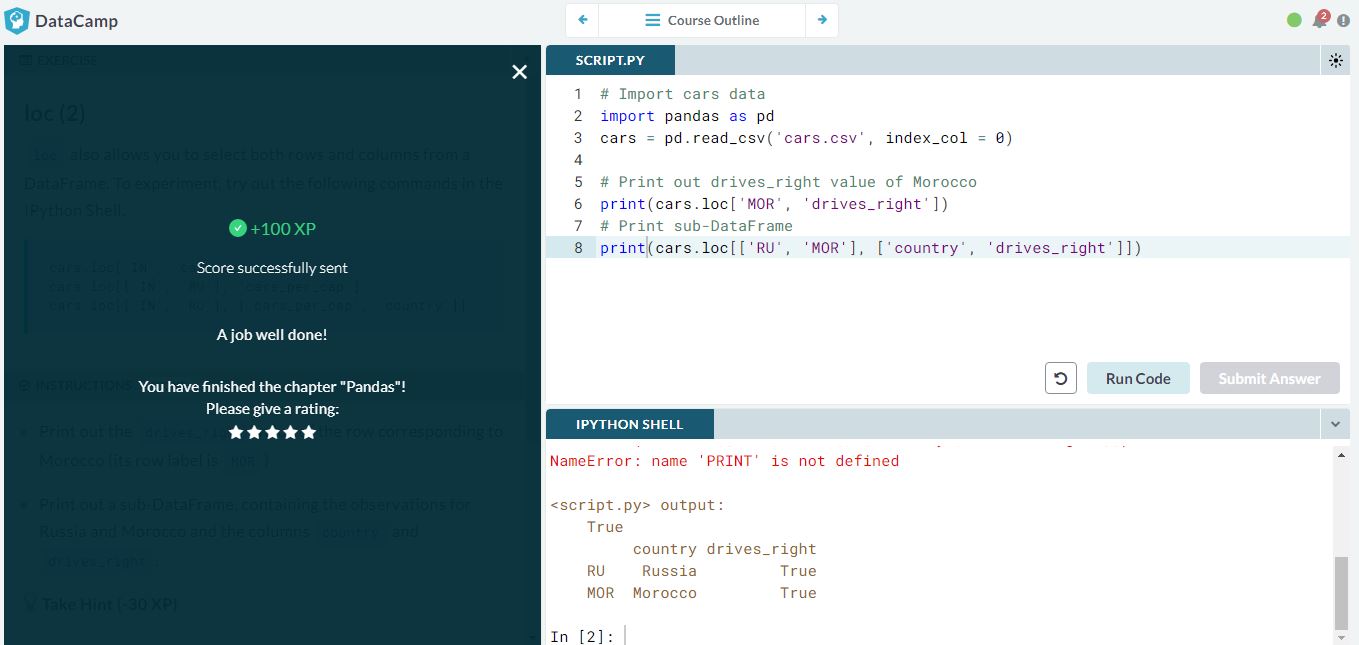 DataCamp
Course Outline
2
EXERCISE
loc (2)
loc also allows you to select both rows and columns from a
DataFrame. To experiment, try out the following commands in the
IPython Shell.
+100 XP
Score successfully sent
cars.loc['IN',
cars.loc[['IN', 'RU'], 'cars_per_cap']
cars.loc[['IN', 'RU'], ['cars_per_cap', 'country']]
A job well done!
INSTRUCTIONS
You have finished the chapter "Pandas"!
Please give a rating:
Print out the the row corresponding to
Morocco (its row label is MOR)
Print out a sub-DataFrame, containing the observations for
Russia and Morocco and the columns country and
drives_right.
Take Hint (-30 XP)
SCRIPT.PY
1 # Import cars data
2 import pandas as pd
3 cars = pd.read_csv('cars.csv', index_col = 0)
4
5 # Print out drives_right value of Morocco
6 print(cars.loc['MOR', 'drives_right'])
7 # Print sub-DataFrame
8 print(cars.loc[['RU', 'MOR'], ['country', 'drives_right']])
Run Code
Submit Answer
IPYTHON SHELL
NameError: name 'PRINT' is not defined
<script.py> output:
True
country drives_right
RU Russia True
MOR Morocco True
In [2]: